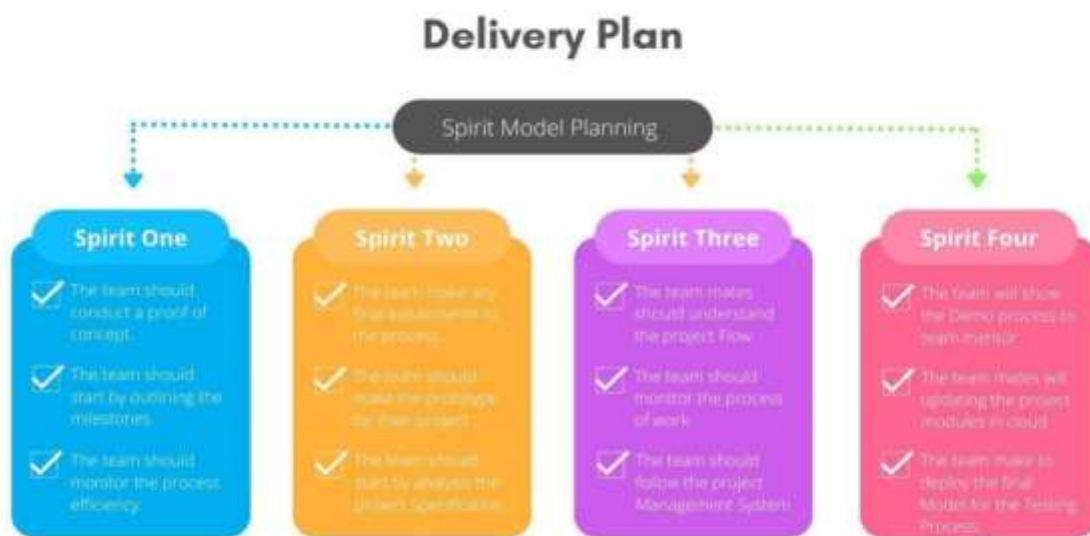 Delivery Plan
Spirit Model Planning
Spirit One
The team should
conduct a proof of
concept.
The team should
start by outlining the
milestones
The team should
monitor the process
efficiency
Spirit Two
The team make any
final adjustments to
the process.
The team should
make the prototype
for their project
The team should
start by analysis the
project Specification
Spirit Three
The team mates
should understand
the project Flow
The team should
monitor the process
of work
The team should
follow the project
Management System
Spirit Four
The team will show
the Demo process to
team mentor
The team mates will
updating the project
modules in cloud
The team make to
deploy the final
Model for the Testing
Process.